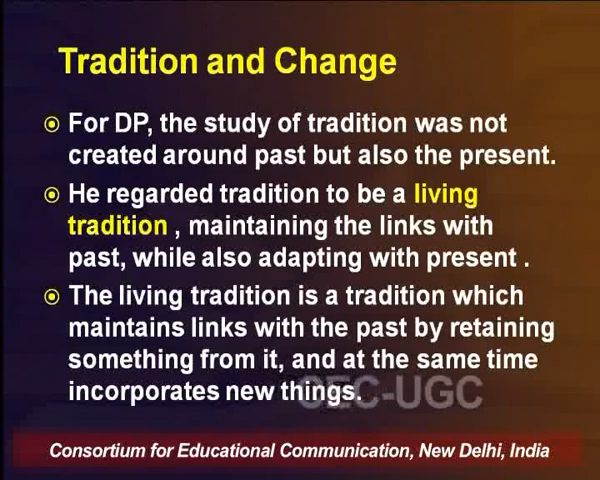 Tradition and Change
For DP, the study of tradition was not
created around past but also the present.
He regarded tradition to be a living
tradition , maintaining the links with
past, while also adapting with present .
The living tradition is a tradition which
maintains links with the past by retaining
something from it, and at the same time
incorporates new things.
CEC-UGC
Consortium for Educational Communication, New Delhi, India